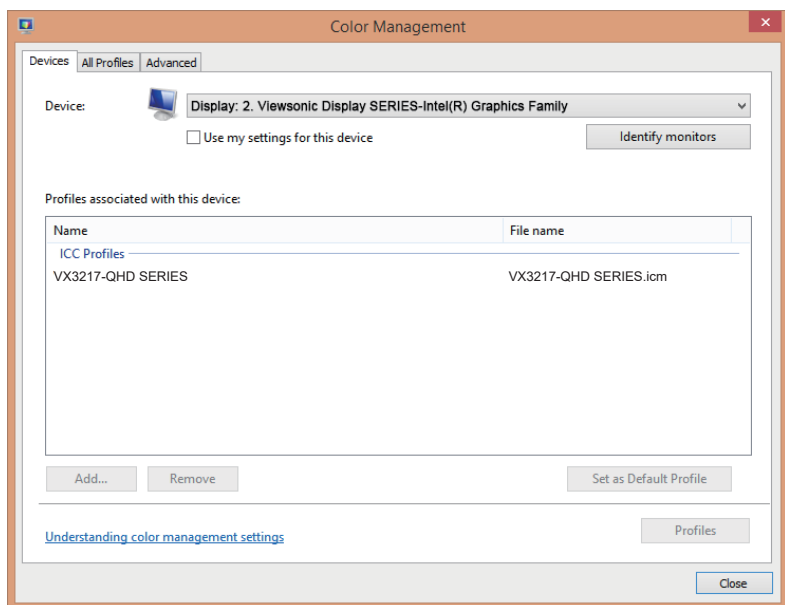 Color Management
Devices All Profiles Advanced
Device: Display: 2. Viewsonic Display SERIES-Intel(R) Graphics Family
Use my settings for this device Identify monitors
Profiles associated with this device:
Name File name
ICC Profiles
VX3217-QHD SERIES VX3217-QHD SERIES.icm
Add... Remove Set as Default Profile
Understanding color management settings Profiles
Close